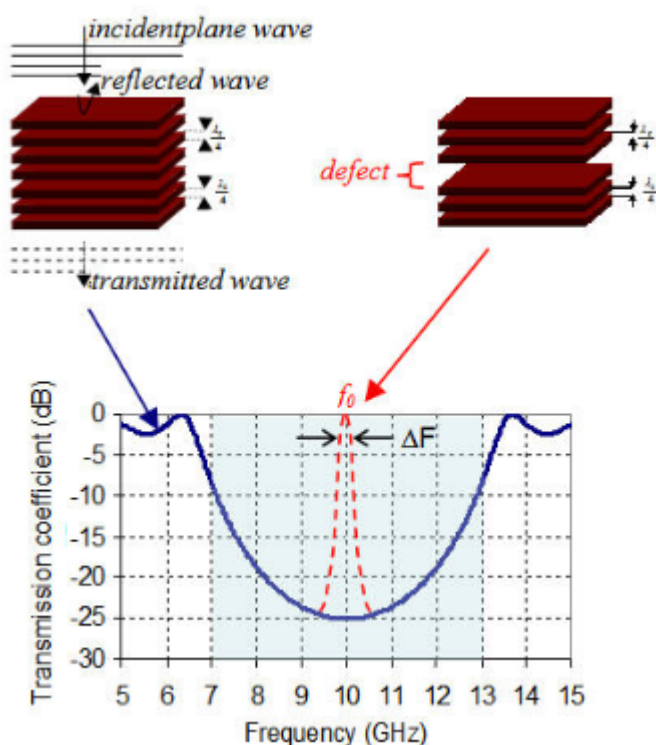 incidentplane wave
reflected wave
defect
transmitted wave
f₀
ΔF
Transmission coefficient (dB)
0
-5
-10
-15
-20
-25
-30
5 6 7 8 9 10 11 12 13 14 15
Frequency (GHz)